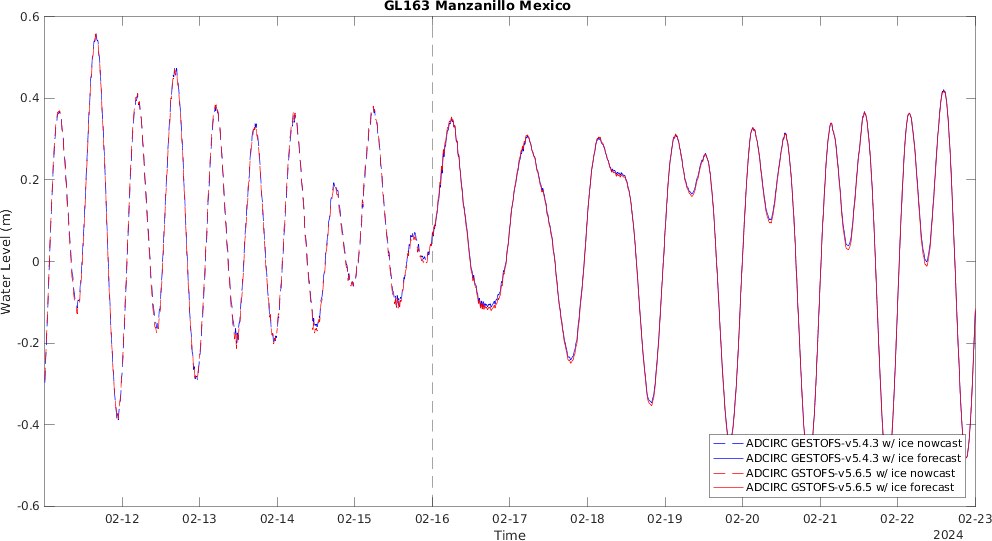 GL163 Manzanillo Mexico
0.6
0.4
0.2
0
-0.2
-0.4
-0.6
Water Level (m)
ADCIRC GESTOFS-v5.4.3 w/ ice nowcast
ADCIRC GESTOFS-v5.4.3 w/ ice forecast
ADCIRC GSTOFS-v5.6.5 w/ ice nowcast
ADCIRC GSTOFS-v5.6.5 w/ ice forecast
02-12 02-13 02-14 02-15 02-16 02-17 02-18 02-19 02-20 02-21 02-22 02-23
Time
2024